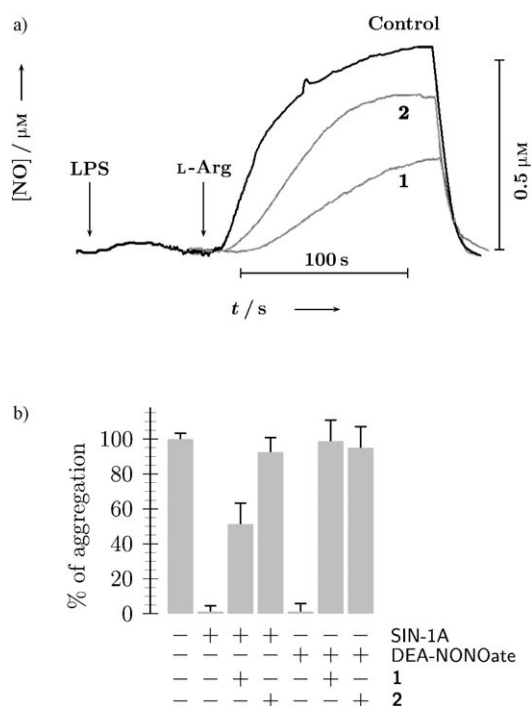 a)
Control
[NO] / μM
LPS
L-Arg
2
1
0.5 μM
100 s
t / s
b)
% of aggregation
100
80
60
40
20
0
− + + + − − − SIN-1A
− − − − + + + DEA-NONOate
− − + − − + − 1
− − − + − − + 2